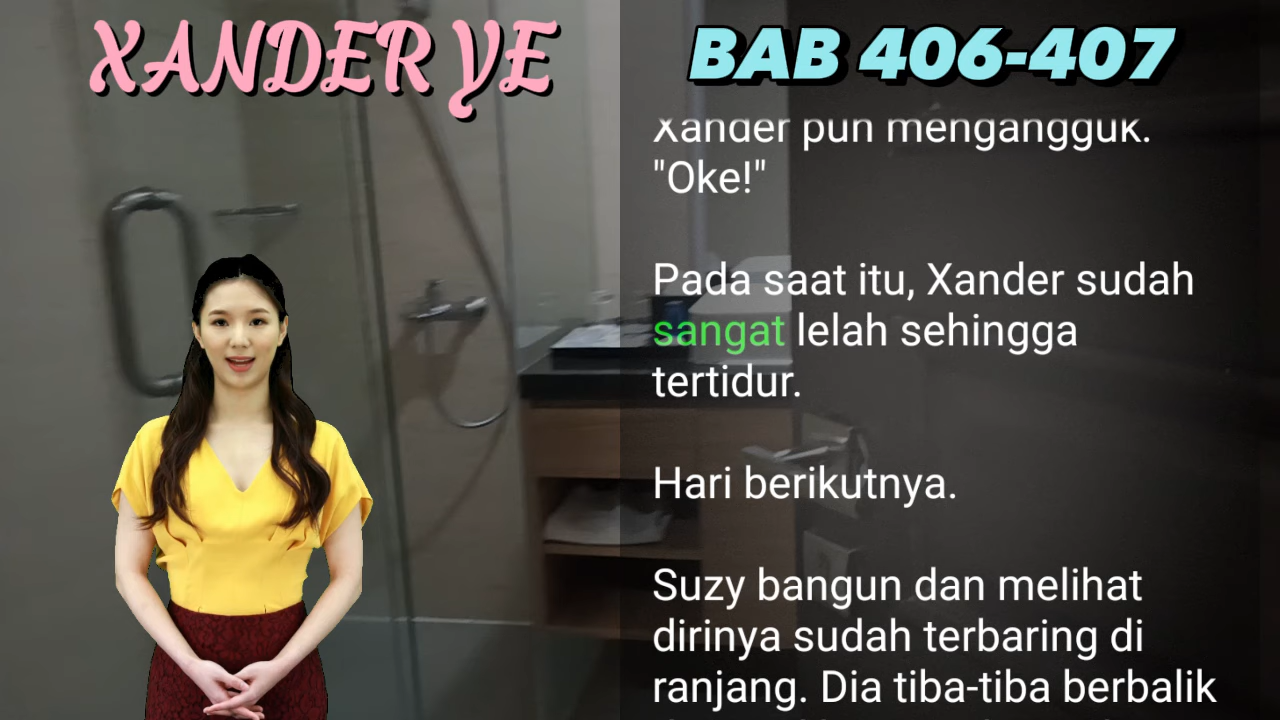 XANDER YE
BAB 406-407
Xander pun mengangguk.
"Oke!"
Pada saat itu, Xander sudah
sangat lelah sehingga
tertidur.
Hari berikutnya.
Suzy bangun dan melihat
dirinya sudah terbaring di
ranjang. Dia tiba-tiba berbalik